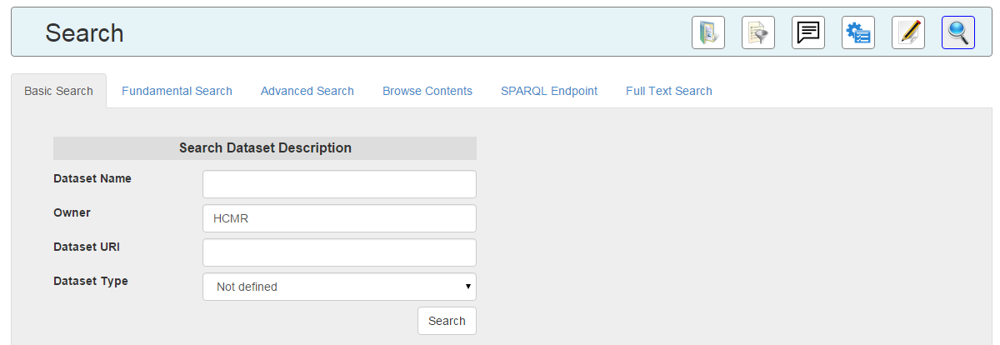 Search
Basic Search Fundamental Search Advanced Search Browse Contents SPARQL Endpoint Full Text Search
Search Dataset Description
Dataset Name
Owner HCMR
Dataset URI
Dataset Type Not defined
Search